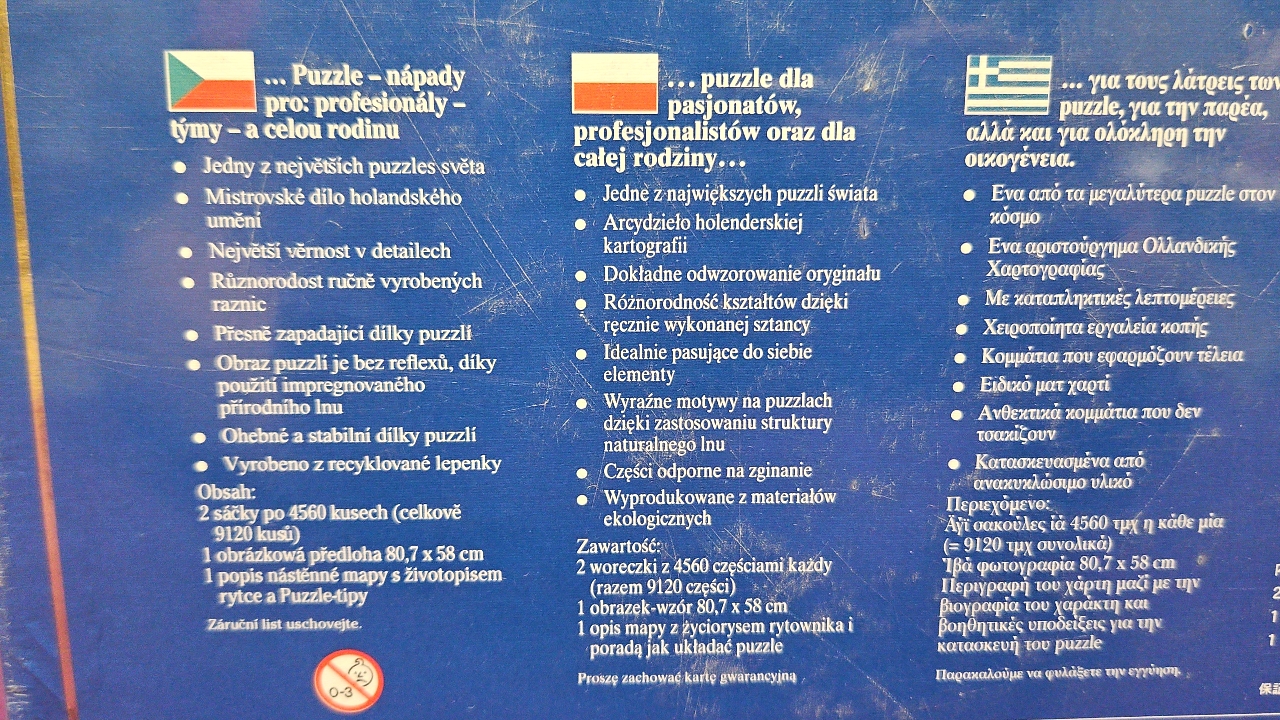 ... Puzzle – nápady
pro: profesionály –
týmy – a celou rodinu
• Jedny z největších puzzles světa
• Mistrovské dílo holandského
umění
• Největší věrnost v detailech
• Různorodost ručně vyrobených
raznic
• Přesně zapadající dílky puzzlí
• Obraz puzzlí je bez reflexů, díky
použití impregnovaného
přírodního lnu
• Ohebné a stabilní dílky puzzlí
• Vyrobeno z recyklované lepenky
Obsah:
2 sáčky po 4560 kusech (celkově
9120 kusů)
1 obrázková předloha 80,7 x 58 cm
1 popis nástěnné mapy s životopisem
rytce a Puzzle-tipy
Záruční list uschovejte.
0-3
... puzzle dla
pasjonatów,
profesjonalistów oraz dla
całej rodziny...
• Jedne z największych puzzli świata
• Arcydzieło holenderskiej
kartografii
• Dokładne odwzorowanie oryginału
• Różnorodność kształtów dzięki
ręcznie wykonanej sztancy
• Idealnie pasujące do siebie
elementy
• Wyraźne motywy na puzzlach
dzięki zastosowaniu struktury
naturalnego lnu
• Części odporne na zginanie
• Wyprodukowane z materiałów
ekologicznych
Zawartość:
2 woreczki z 4560 częściami każdy
(razem 9120 części)
1 obrazek-wzór 80,7 x 58 cm
1 opis mapy z życiorysem rytownika i
poradą jak układać puzzle
Proszę zachować kartę gwarancyjną
... για τους λάτρεις των
puzzle, για την παρέα,
αλλά και για ολόκληρη την
οικογένεια.
• Ενα από τα μεγαλύτερα puzzle στον
κόσμο
• Ενα αριστούργημα Ολλανδικής
Χαρτογραφίας
• Με καταπληκτικές λεπτομέρειες
• Χειροποίητα εργαλεία κοπής
• Κομμάτια που εφαρμόζουν τέλεια
• Ειδικό ματ χαρτί
• Ανθεκτικά κομμάτια που δεν
τσακίζουν
• Κατασκευασμένα από
ανακυκλώσιμο υλικό
Περιεχόμενο:
σακούλες 4560 τμχ η κάθε μία
(= 9120 τμχ συνολικά)
φωτογραφία 80,7 x 58 cm
Περιγραφή του χάρτη μαζί με την
βιογραφία του χαράκτη και
βοηθητικές υποδείξεις για την
κατασκευή του puzzle
Παρακαλούμε να φυλάξετε την εγγύηση.